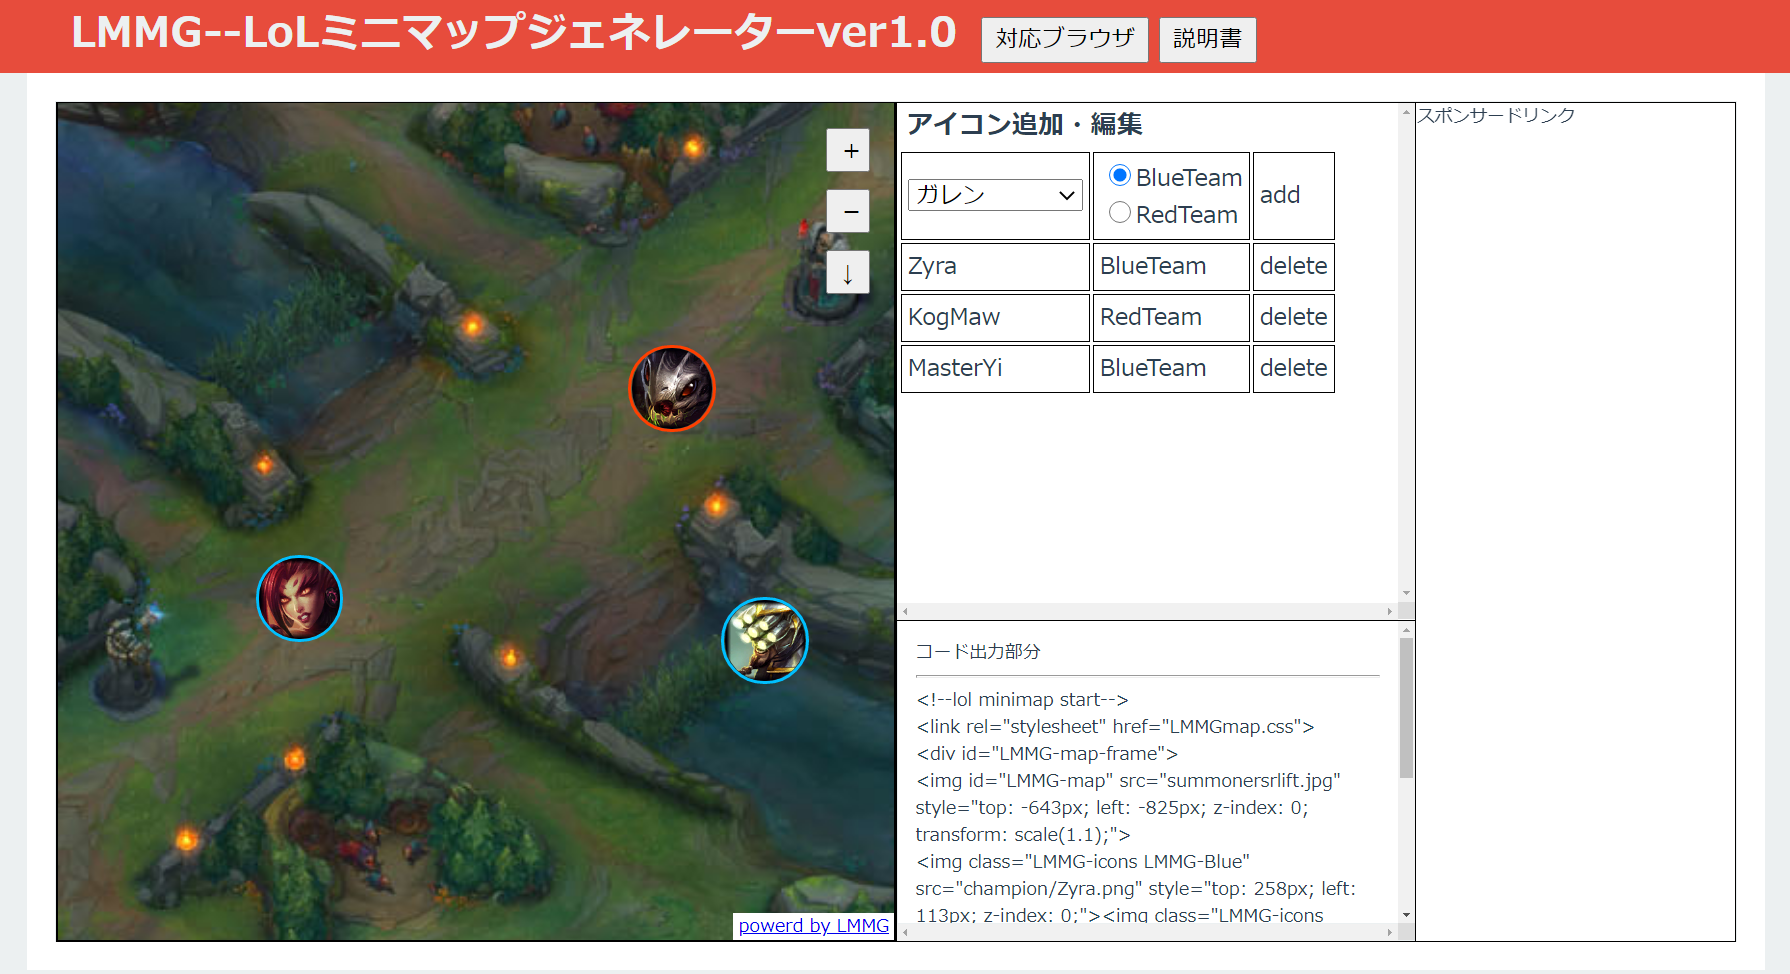 LMMG--LoLミニマップジェネレーターver1.0
対応ブラウザ
説明書
+
−
↓
powerd by LMMG
アイコン追加・編集
ガレン
BlueTeam
RedTeam
add
Zyra BlueTeam delete
KogMaw RedTeam delete
MasterYi BlueTeam delete
コード出力部分
<!--lol minimap start-->
<link rel="stylesheet" href="LMMGmap.css">
<div id="LMMG-map-frame">
<img id="LMMG-map" src="summonersrlift.jpg"
style="top: -643px; left: -825px; z-index: 0;
transform: scale(1.1);">
<img class="LMMG-icons LMMG-Blue"
src="champion/Zyra.png" style="top: 258px; left:
113px; z-index: 0;"><img class="LMMG-icons
スポンサードリンク